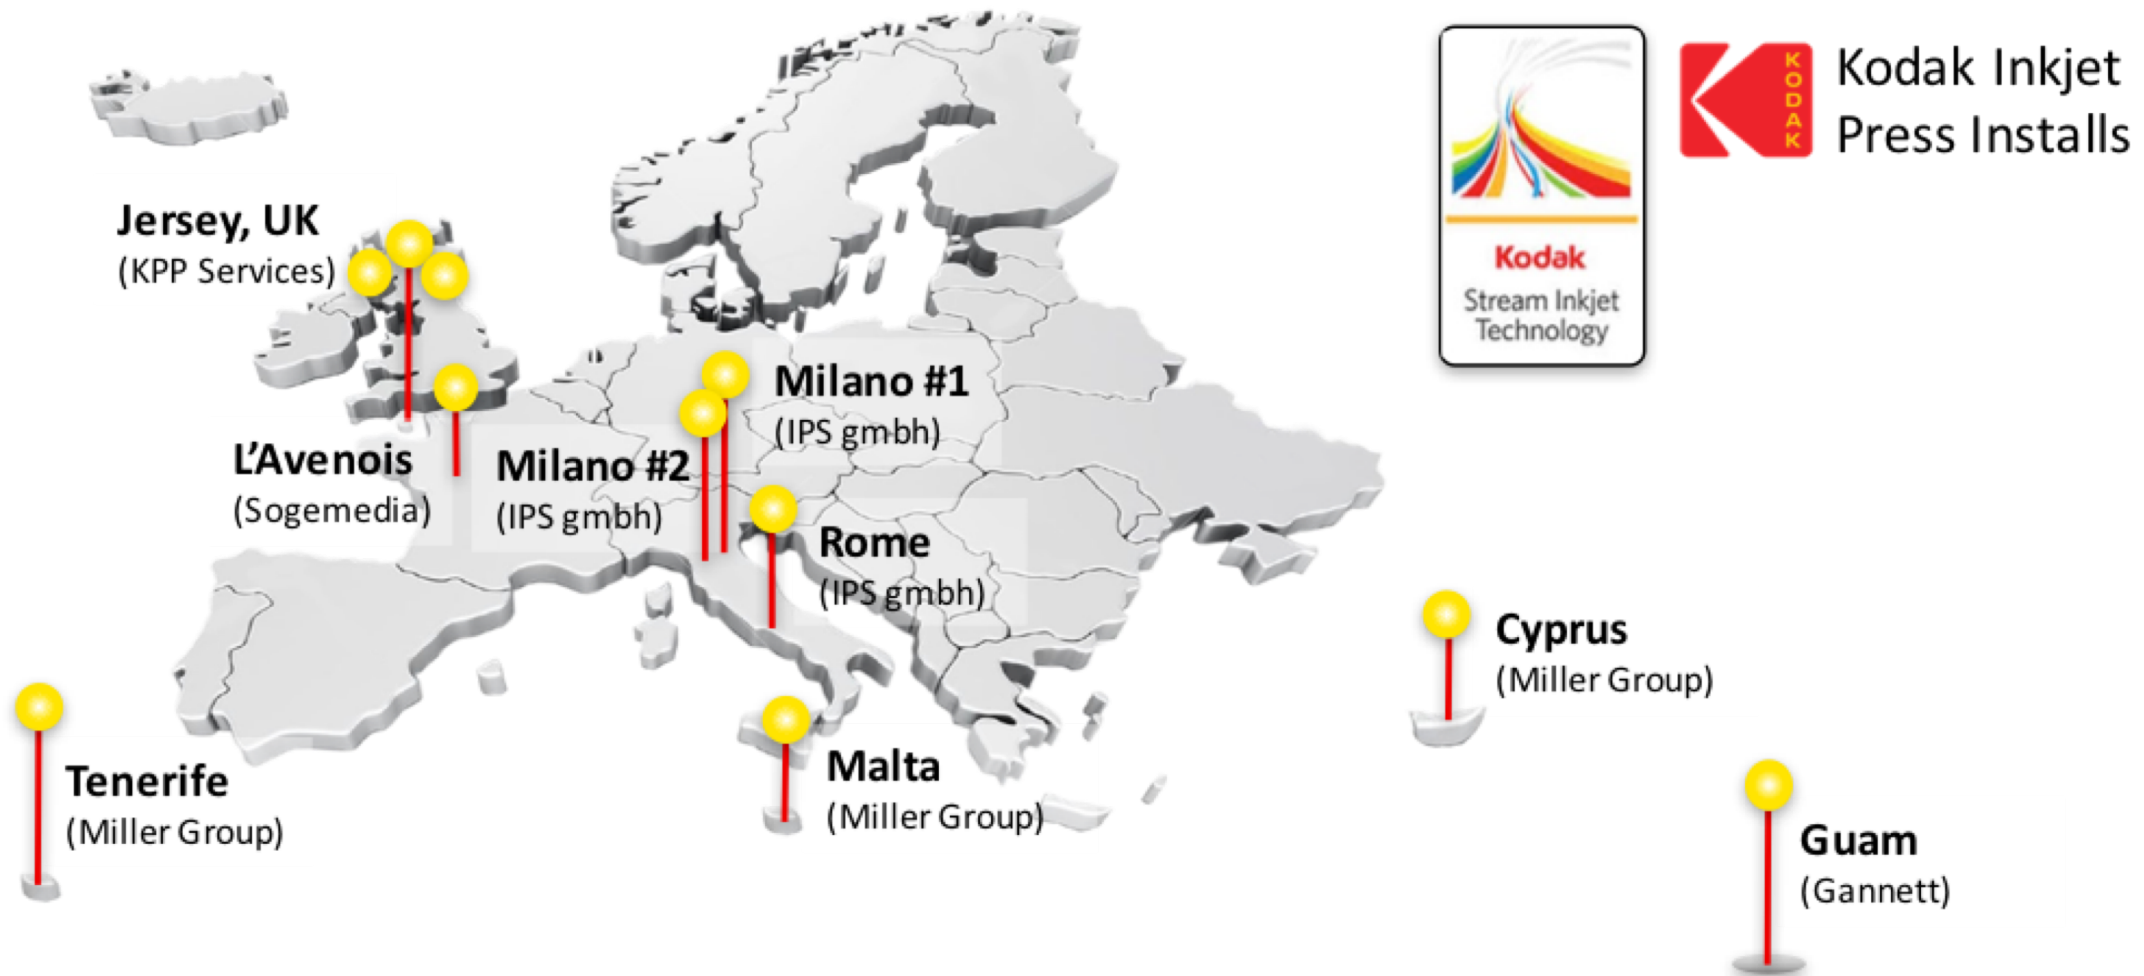 KODAK
Kodak Inkjet
Press Installs
Kodak
Stream Inkjet
Technology
Jersey, UK
(KPP Services)
L’Avenois
(Sogemedia)
Milano #1
(IPS gmbh)
Milano #2
(IPS gmbh)
Rome
(IPS gmbh)
Cyprus
(Miller Group)
Tenerife
(Miller Group)
Malta
(Miller Group)
Guam
(Gannett)